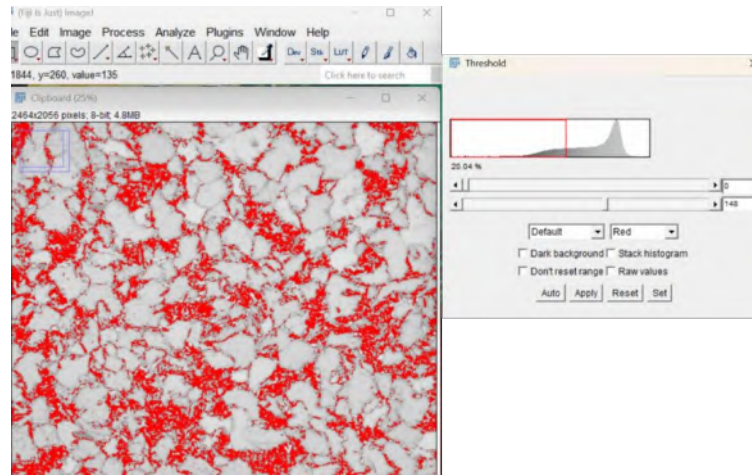 (Fiji Is Just) ImageJ
Edit Image Process Analyze Plugins Window Help
Dev Stk LUT
1844, y=260, value=135
Click here to search
Clipboard (25%)
2464x2056 pixels; 8-bit; 4.8MB
Threshold
20.04 %
0
148
Default Red
Dark background Stack histogram
Don't reset range Raw values
Auto Apply Reset Set